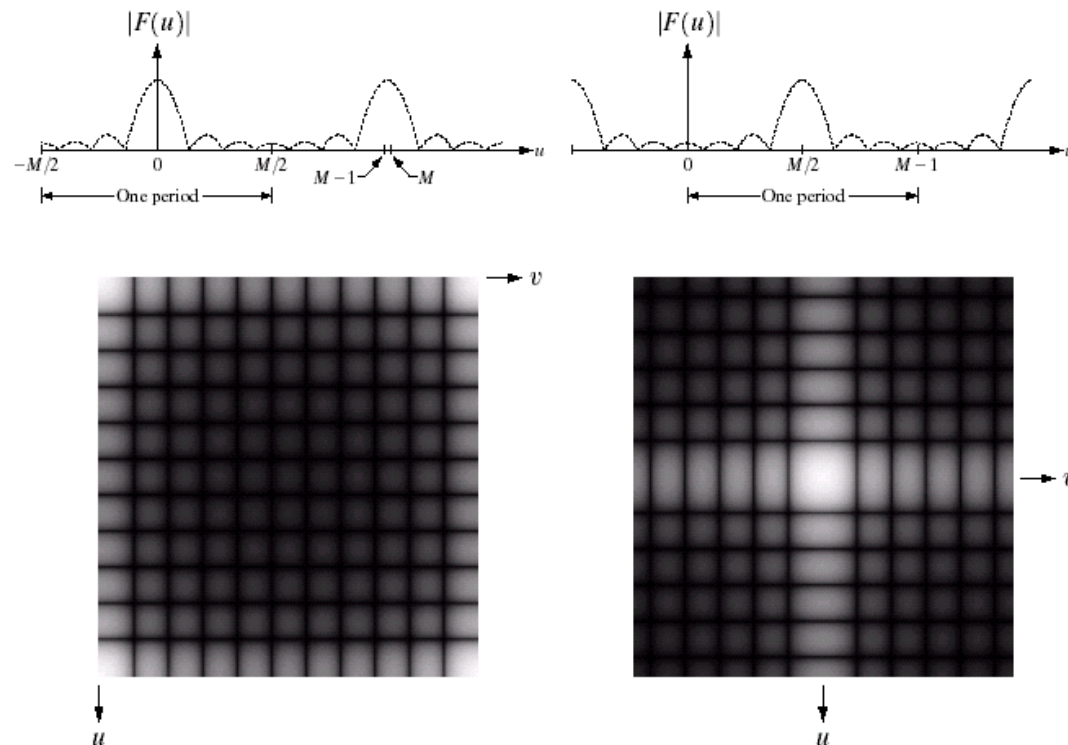 |F(u)|
|F(u)|
u
−M/2
0
M/2
M − 1
M
One period
0
M/2
M − 1
One period
v
u
u